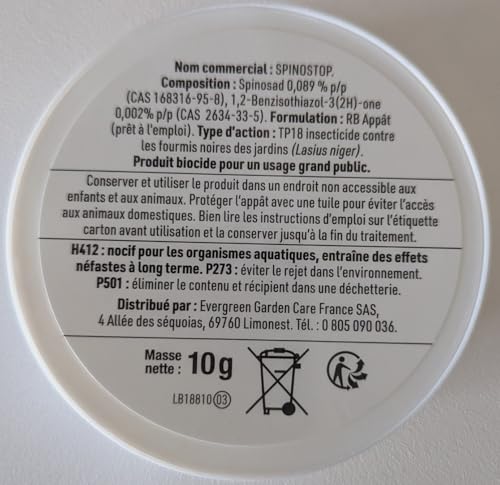 Nom commercial : SPINOSTOP.
Composition : Spinosad 0,089 % p/p
(CAS 168316-95-8), 1,2-Benzisothiazol-3(2H)-one
0,002% p/p (CAS 2634-33-5). Formulation : RB Appât
(prêt à l'emploi). Type d'action : TP18 insecticide contre
les fourmis noires des jardins (Lasius niger).
Produit biocide pour un usage grand public.
Conserver et utiliser le produit dans un endroit non accessible aux
enfants et aux animaux. Protéger l'appât avec une tuile pour éviter l'accès
aux animaux domestiques. Bien lire les instructions d'emploi sur l'étiquette
carton avant utilisation et la conserver jusqu'à la fin du traitement.
H412 : nocif pour les organismes aquatiques, entraîne des effets
néfastes à long terme. P273 : éviter le rejet dans l'environnement.
P501 : éliminer le contenu et récipient dans une déchetterie.
Distribué par : Evergreen Garden Care France SAS,
4 Allée des séquoias, 69760 Limonest. Tél. : 0 805 090 036.
Masse
nette : 10 g
LB18810 03